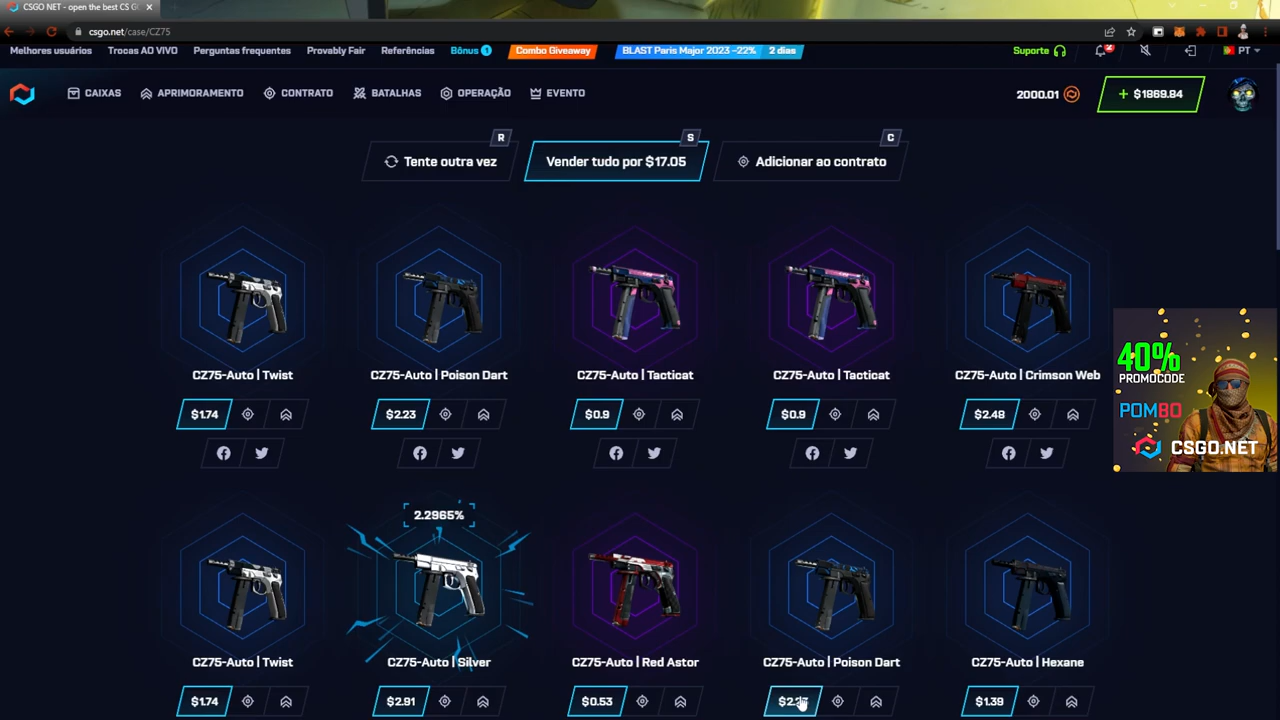 CSGO.NET - open the best CS G
csgo.net/case/CZ75
Melhores usuários Trocas AO VIVO Perguntas frequentes Provably Fair Referências Bônus 1 Combo Giveaway BLAST Paris Major 2023 -22% 2 dias Suporte 2 PT
CAIXAS APRIMORAMENTO CONTRATO BATALHAS OPERAÇÃO EVENTO 2000.01 + $1869.84
R S C
Tente outra vez Vender tudo por $17.05 Adicionar ao contrato
CZ75-Auto | Twist CZ75-Auto | Poison Dart CZ75-Auto | Tacticat CZ75-Auto | Tacticat CZ75-Auto | Crimson Web
$1.74 $2.23 $0.9 $0.9 $2.48
40%
PROMOCODE
POMBO
CSGO.NET
2.2965%
CZ75-Auto | Twist CZ75-Auto | Silver CZ75-Auto | Red Astor CZ75-Auto | Poison Dart CZ75-Auto | Hexane
$1.74 $2.91 $0.53 $1.39